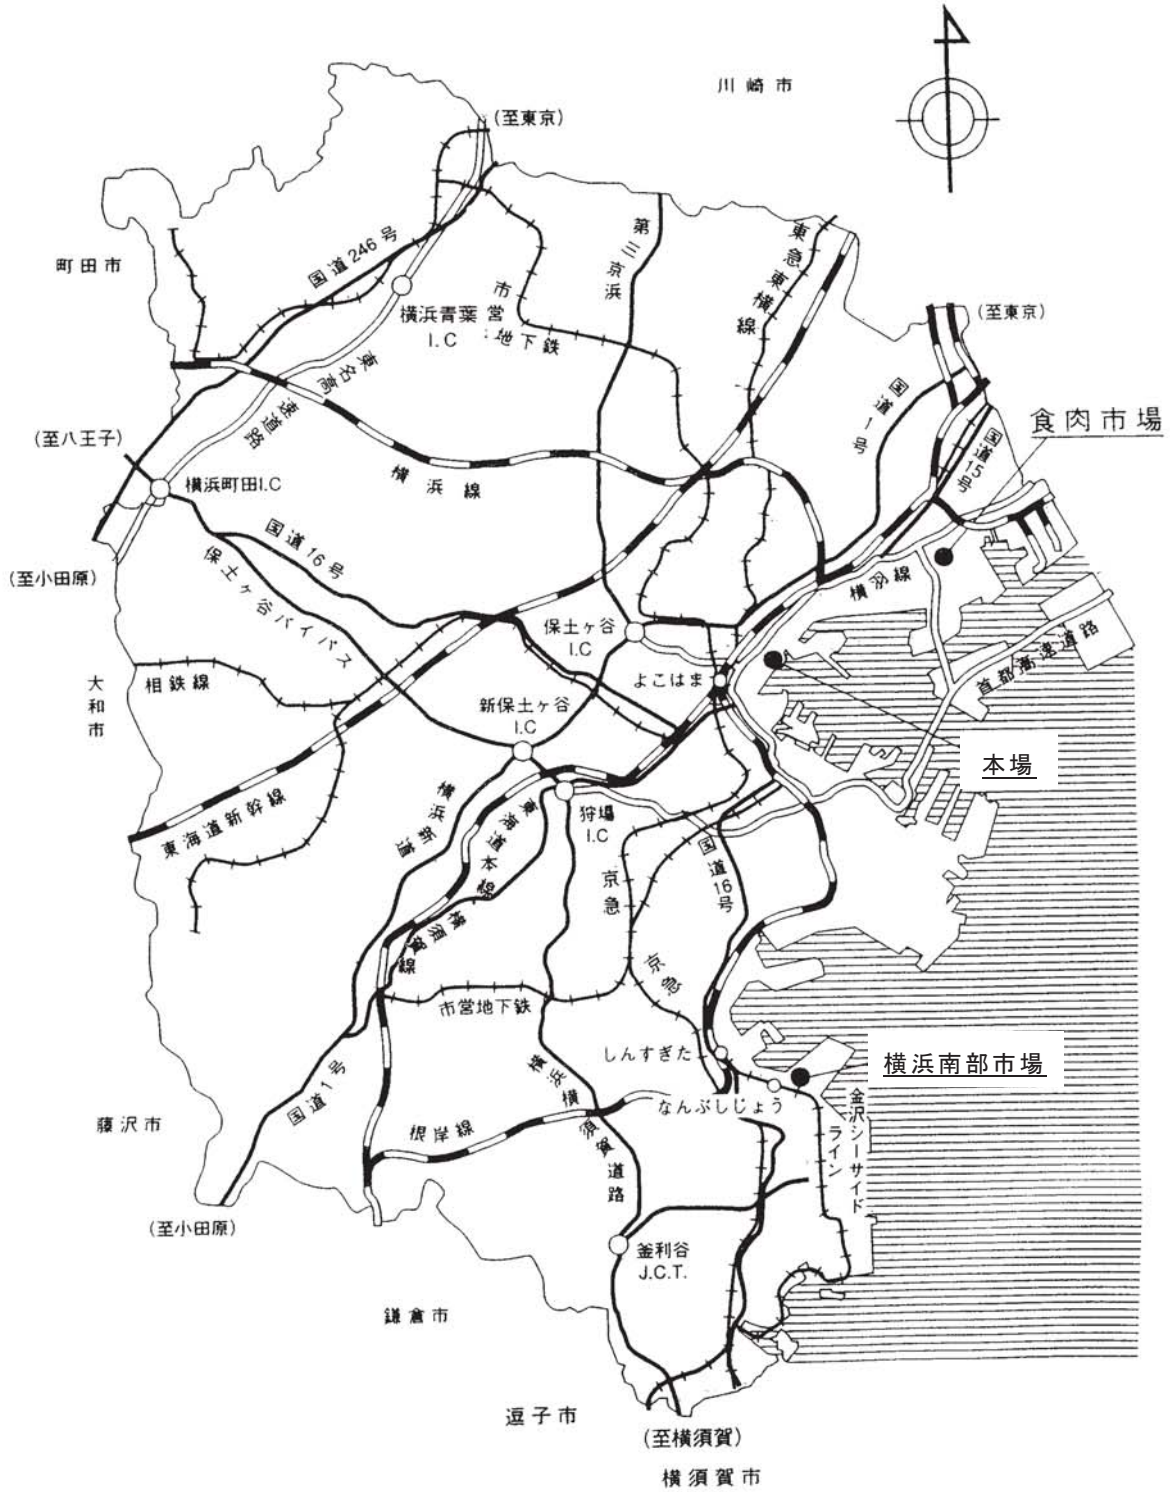 川崎市
(至東京)
町田市
国道246号
第三京浜
東急東横線
横浜青葉
I.C
市営地下鉄
(至東京)
東名高速道路
国道1号
食肉市場
国道15号
(至八王子)
横浜町田I.C
横浜線
国道16号
保土ヶ谷バイパス
(至小田原)
横羽線
保土ヶ谷
I.C
首都高速道路
よこはま
相鉄線
大和市
新保土ヶ谷
I.C
本場
東海道新幹線
横浜新道
東海道本線
狩場
I.C
国道16号
京急
横須賀線
京急
市営地下鉄
しんすぎた
横浜南部市場
なんぶしじょう
国道1号
横浜横須賀道路
金沢シーサイド
ライン
藤沢市
根岸線
(至小田原)
釜利谷
J.C.T.
鎌倉市
逗子市
(至横須賀)
横須賀市